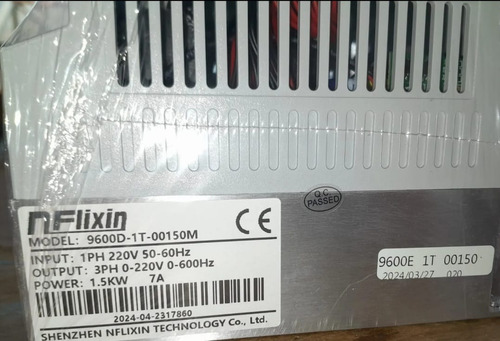 Q.C.
PASSED
nFlixin
CE
MODEL: 9600D-1T-00150M
INPUT: 1PH 220V 50-60Hz
OUTPUT: 3PH 0-220V 0-600Hz
POWER: 1.5KW 7A
2024-04-2317860
SHENZHEN NFLIXIN TECHNOLOGY Co., Ltd.
9600E 1T 00150
2024/03/27 020